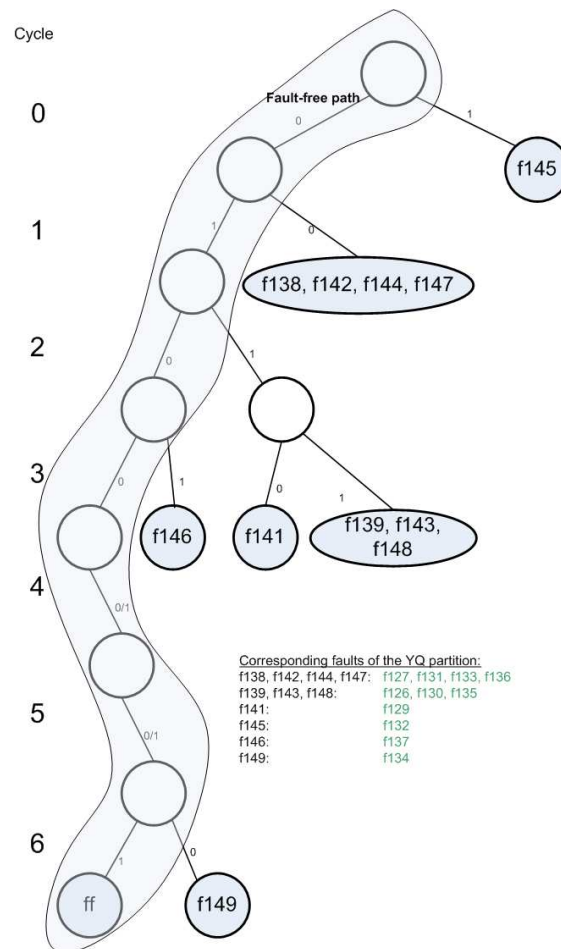 Cycle
Fault-free path
0
0
1
f145
1
1
0
f138, f142, f144, f147
2
0
1
3
0
1
0
1
f146
f141
f139, f143,
f148
4
0/1
Corresponding faults of the YQ partition:
f138, f142, f144, f147: f127, f131, f133, f136
f139, f143, f148: f126, f130, f135
f141: f129
f145: f132
f146: f137
f149: f134
5
0/1
6
1
0
ff
f149